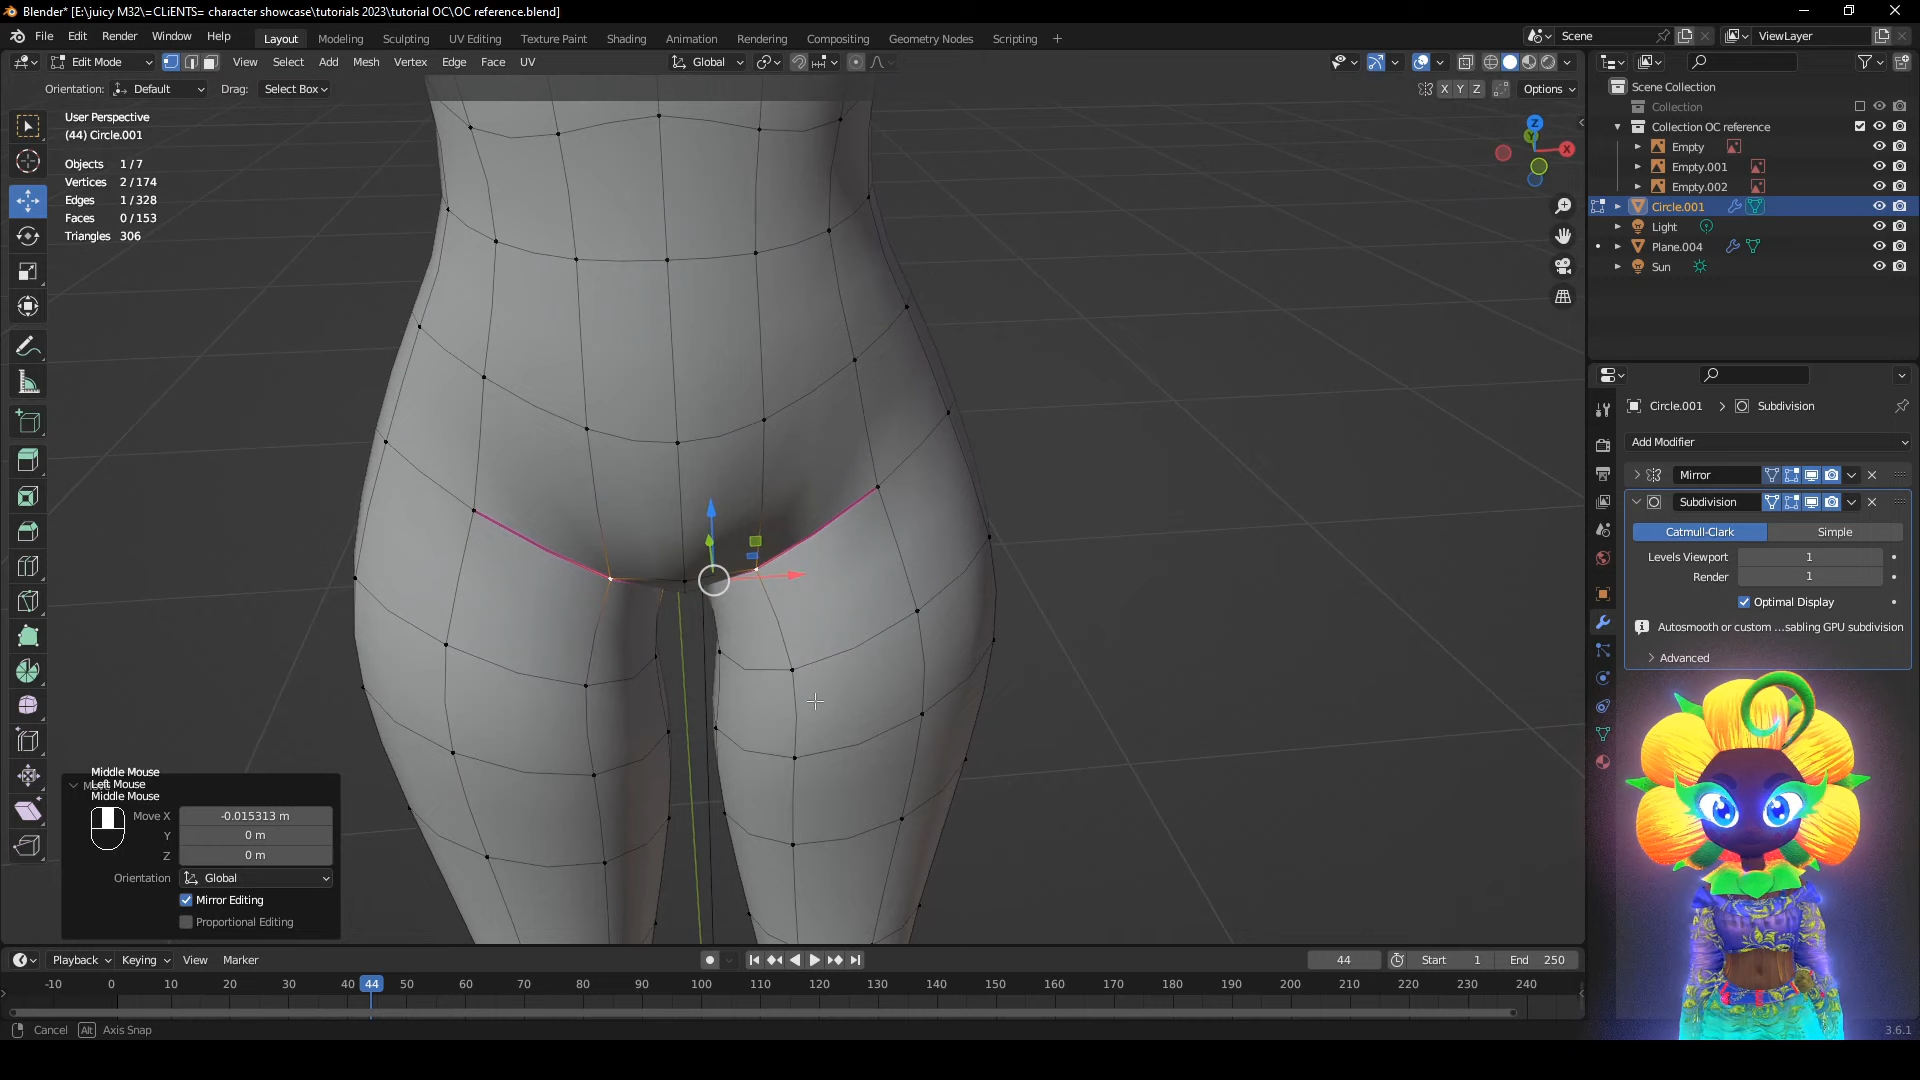 Blender* [E:\juicy M32\=CLiENTS= character showcase\tutorials 2023\tutorial OC\OC reference.blend]
File Edit Render Window Help Layout Modeling Sculpting UV Editing Texture Paint Shading Animation Rendering Compositing Geometry Nodes Scripting + Scene ViewLayer
Edit Mode View Select Add Mesh Vertex Edge Face UV Global
Orientation: Default Drag: Select Box X Y Z Options
User Perspective
(44) Circle.001
Objects 1/7
Vertices 2/174
Edges 1/328
Faces 0/153
Triangles 306
Z
Y
X
Scene Collection
Collection
Collection OC reference
Empty
Empty.001
Empty.002
Circle.001
Light
Plane.004
Sun
Circle.001 > Subdivision
Add Modifier
Mirror
Subdivision
Catmull-Clark Simple
Levels Viewport 1
Render 1
Optimal Display
Autosmooth or custom ...sabling GPU subdivision
Advanced
Middle Mouse
Left Mouse
Middle Mouse
Move X -0.015313 m
Y 0 m
Z 0 m
Orientation Global
Mirror Editing
Proportional Editing
Playback Keying View Marker 44 Start 1 End 250
-10 0 10 20 30 40 44 50 60 70 80 90 100 110 120 130 140 150 160 170 180 190 200 210 220 230 240
Cancel Alt Axis Snap 3.6.1